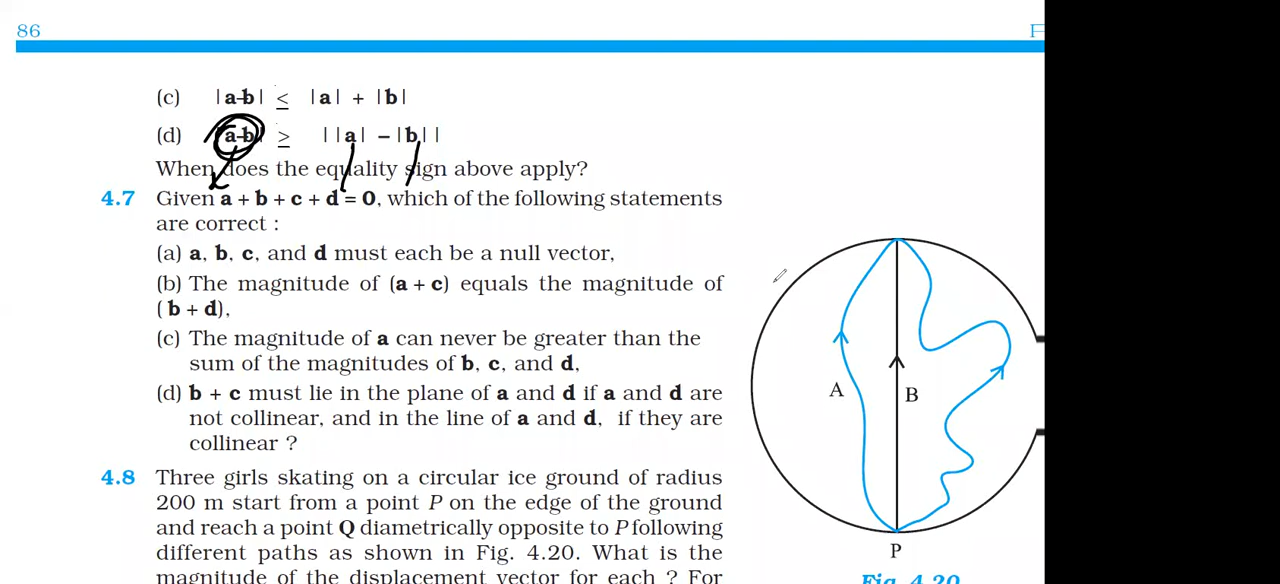 86
(c) |a-b| ≤ |a| + |b|
(d) |a-b| ≥ ||a| − |b||
When does the equality sign above apply?
4.7 Given a + b + c + d = 0, which of the following statements
are correct :
(a) a, b, c, and d must each be a null vector,
(b) The magnitude of (a + c) equals the magnitude of
( b + d),
(c) The magnitude of a can never be greater than the
sum of the magnitudes of b, c, and d,
(d) b + c must lie in the plane of a and d if a and d are
not collinear, and in the line of a and d, if they are
collinear ?
4.8 Three girls skating on a circular ice ground of radius
200 m start from a point P on the edge of the ground
and reach a point Q diametrically opposite to P following
different paths as shown in Fig. 4.20. What is the
magnitude of the displacement vector for each ? For
A
B
P
Fig. 4.20